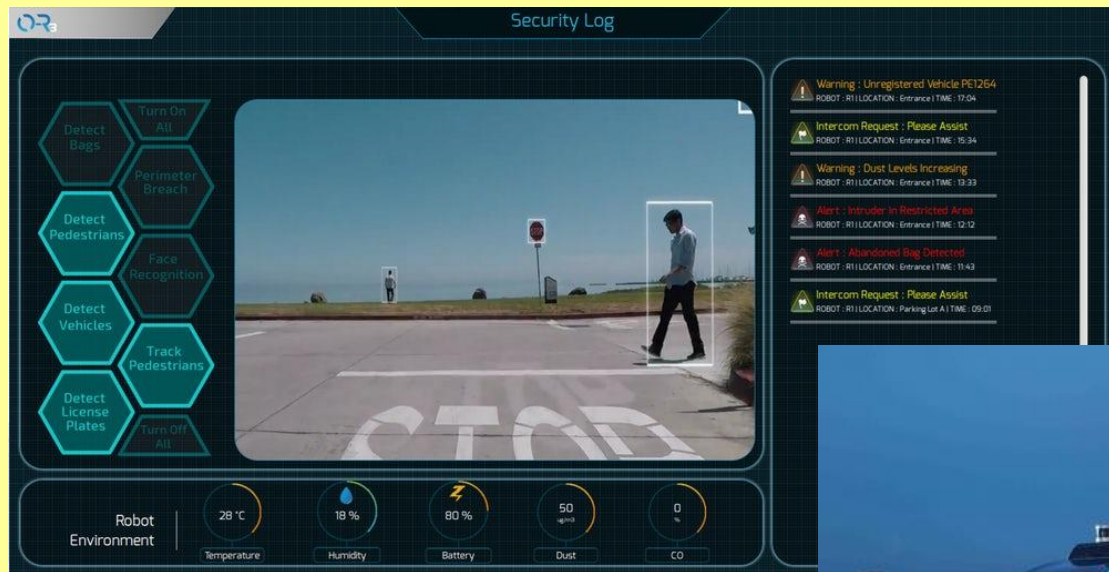 O-R3
Security Log
Detect
Bags
Turn On
All
Perimeter
Breach
Detect
Pedestrians
Face
Recognition
Detect
Vehicles
Track
Pedestrians
Detect
License
Plates
Turn Off
All
STOP
STOP
Warning : Unregistered Vehicle PE1264
ROBOT : R1 | LOCATION : Entrance | TIME : 17:04
Intercom Request : Please Assist
ROBOT : R1 | LOCATION : Entrance | TIME : 15:34
Warning : Dust Levels Increasing
ROBOT : R1 | LOCATION : Entrance | TIME : 13:33
Alert : Intruder in Restricted Area
ROBOT : R1 | LOCATION : Entrance | TIME : 12:12
Alert : Abandoned Bag Detected
ROBOT : R1 | LOCATION : Entrance | TIME : 11:43
Intercom Request : Please Assist
ROBOT : R1 | LOCATION : Parking Lot A | TIME : 09:01
Robot
Environment
28 °C
Temperature
18 %
Humidity
80 %
Battery
50
ug/m3
Dust
0
%
CO